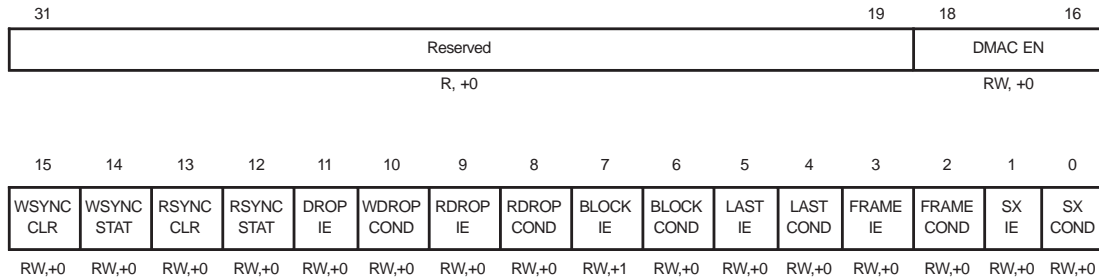 31 19 18 16
Reserved DMAC EN
R, +0 RW, +0
15 14 13 12 11 10 9 8 7 6 5 4 3 2 1 0
WSYNC WSYNC RSYNC RSYNC DROP WDROP RDROP RDROP BLOCK BLOCK LAST LAST FRAME FRAME SX SX
CLR STAT CLR STAT IE COND IE COND IE COND IE COND IE COND IE COND
RW,+0 RW,+0 RW,+0 RW,+0 RW,+0 RW,+0 RW,+0 RW,+0 RW,+1 RW,+0 RW,+0 RW,+0 RW,+0 RW,+0 RW,+0 RW,+0